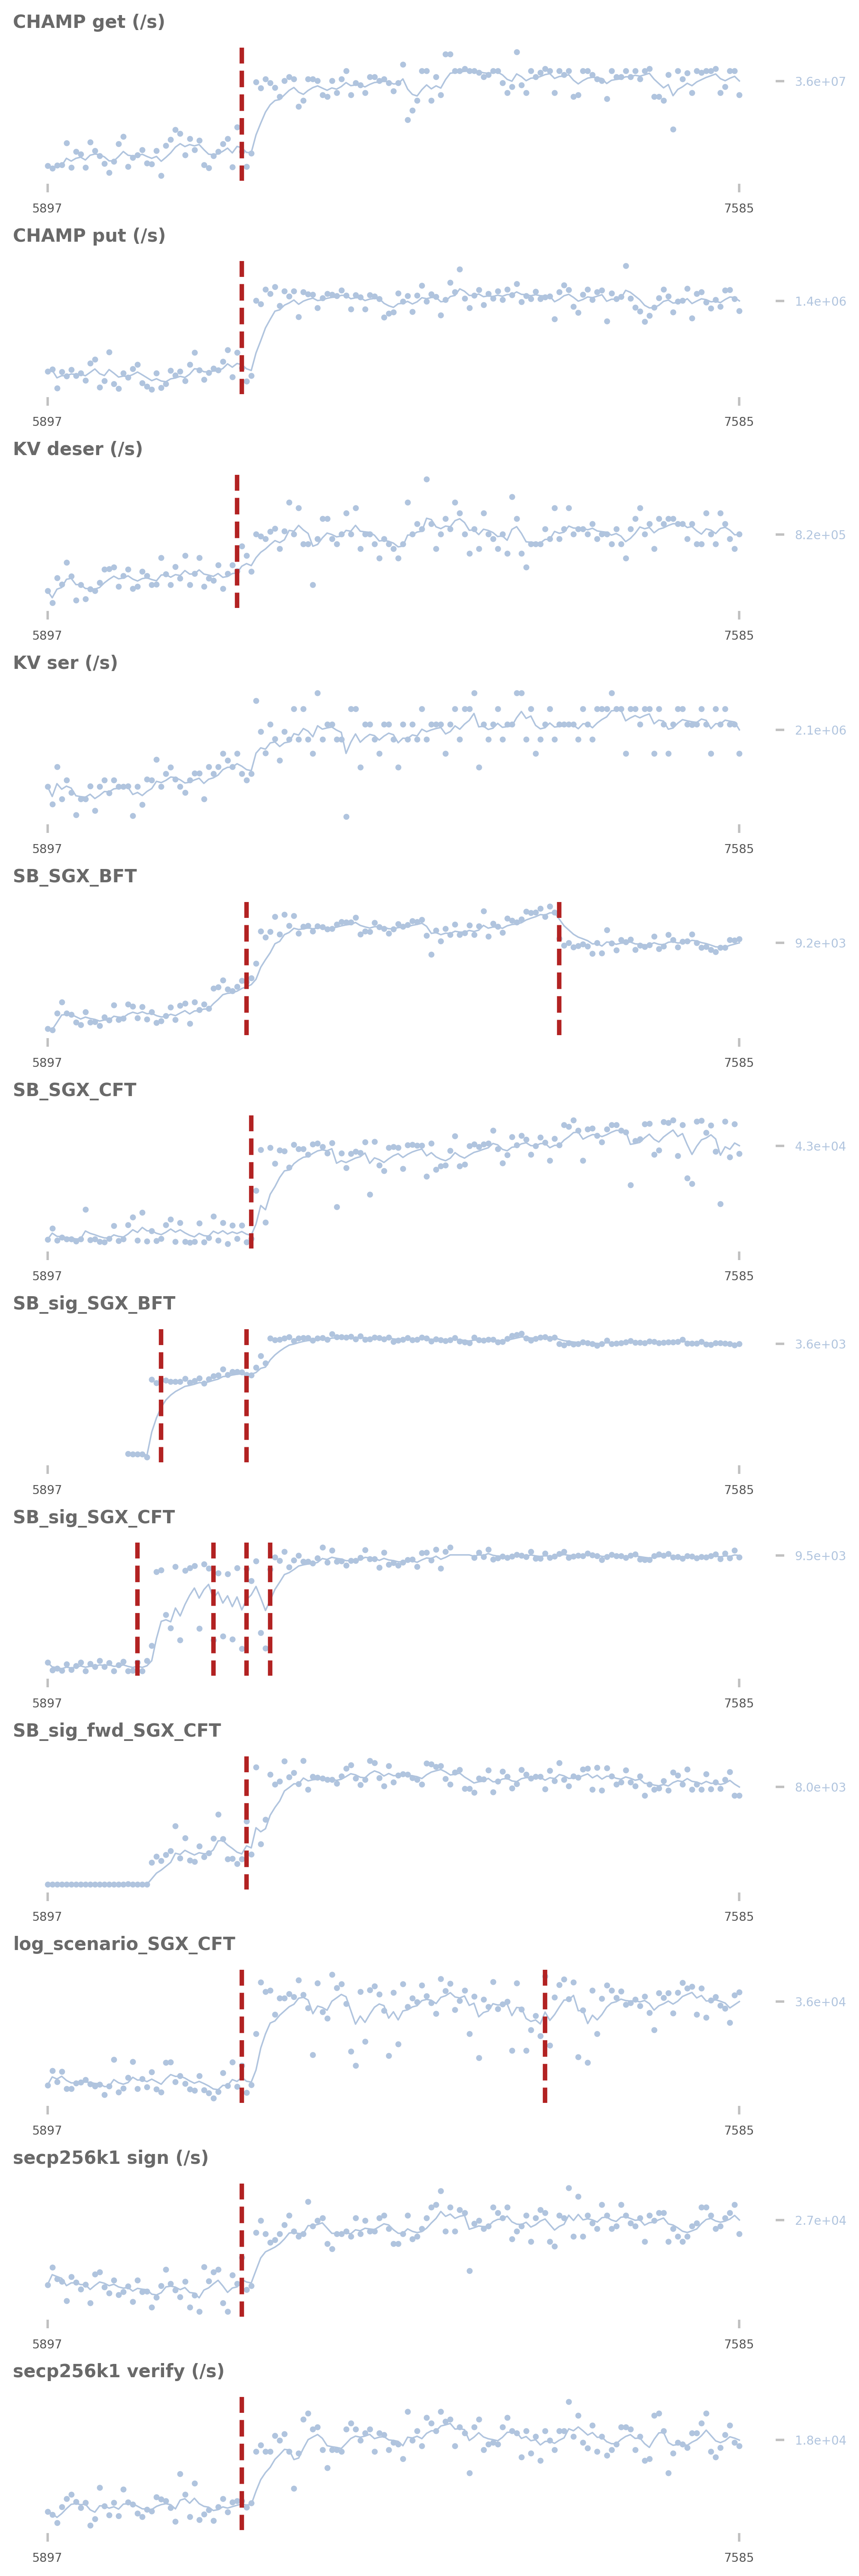 CHAMP get (/s)
3.6e+07
5897 7585
CHAMP put (/s)
1.4e+06
5897 7585
KV deser (/s)
8.2e+05
5897 7585
KV ser (/s)
2.1e+06
5897 7585
SB_SGX_BFT
9.2e+03
5897 7585
SB_SGX_CFT
4.3e+04
5897 7585
SB_sig_SGX_BFT
3.6e+03
5897 7585
SB_sig_SGX_CFT
9.5e+03
5897 7585
SB_sig_fwd_SGX_CFT
8.0e+03
5897 7585
log_scenario_SGX_CFT
3.6e+04
5897 7585
secp256k1 sign (/s)
2.7e+04
5897 7585
secp256k1 verify (/s)
1.8e+04
5897 7585